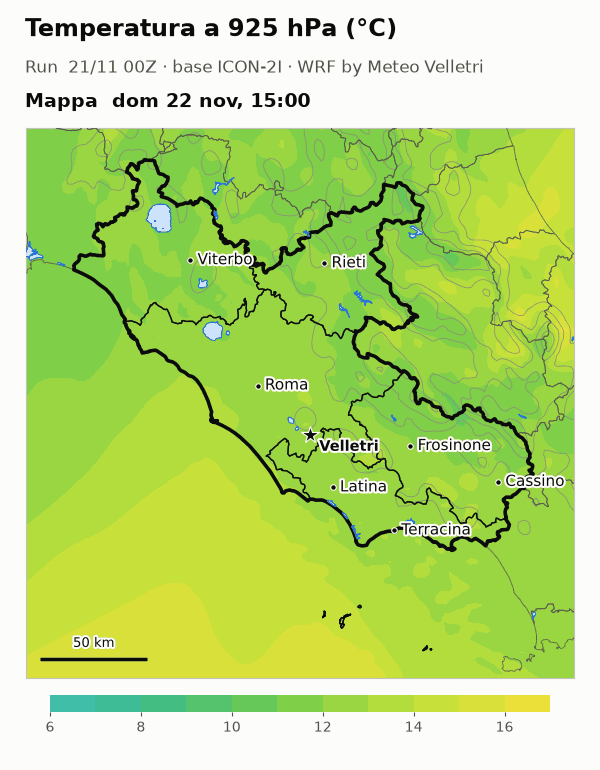 Temperatura a 925 hPa (°C)
Run  21/11 00Z · base ICON-2I · WRF by Meteo Velletri
Mappa  dom 22 nov, 15:00
Viterbo
Rieti
Roma
Velletri
Frosinone
Latina
Cassino
Terracina
50 km
6 8 10 12 14 16